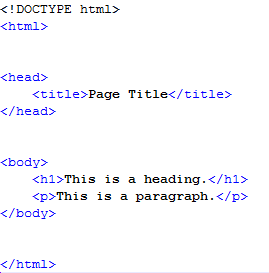 <!DOCTYPE html>
<html>
<head>
<title>Page Title</title>
</head>
<body>
<h1>This is a heading.</h1>
<p>This is a paragraph.</p>
</body>
</html>